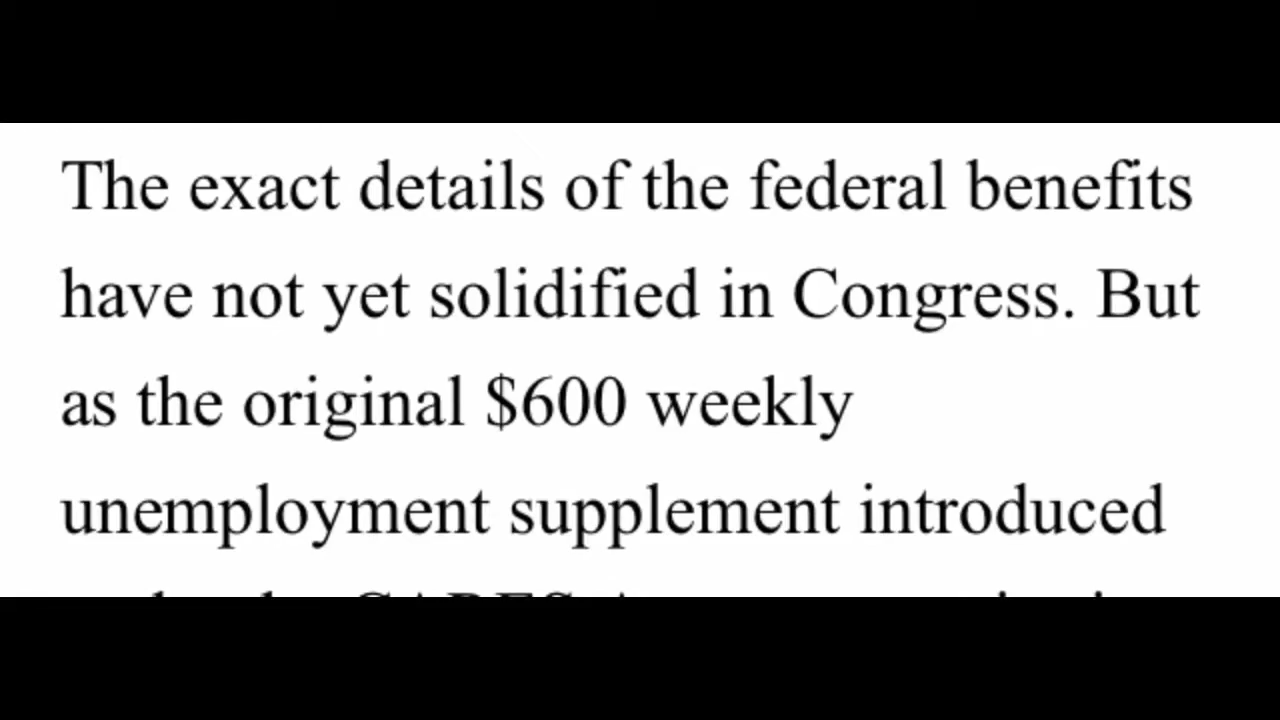 The exact details of the federal benefits
have not yet solidified in Congress. But
as the original $600 weekly
unemployment supplement introduced